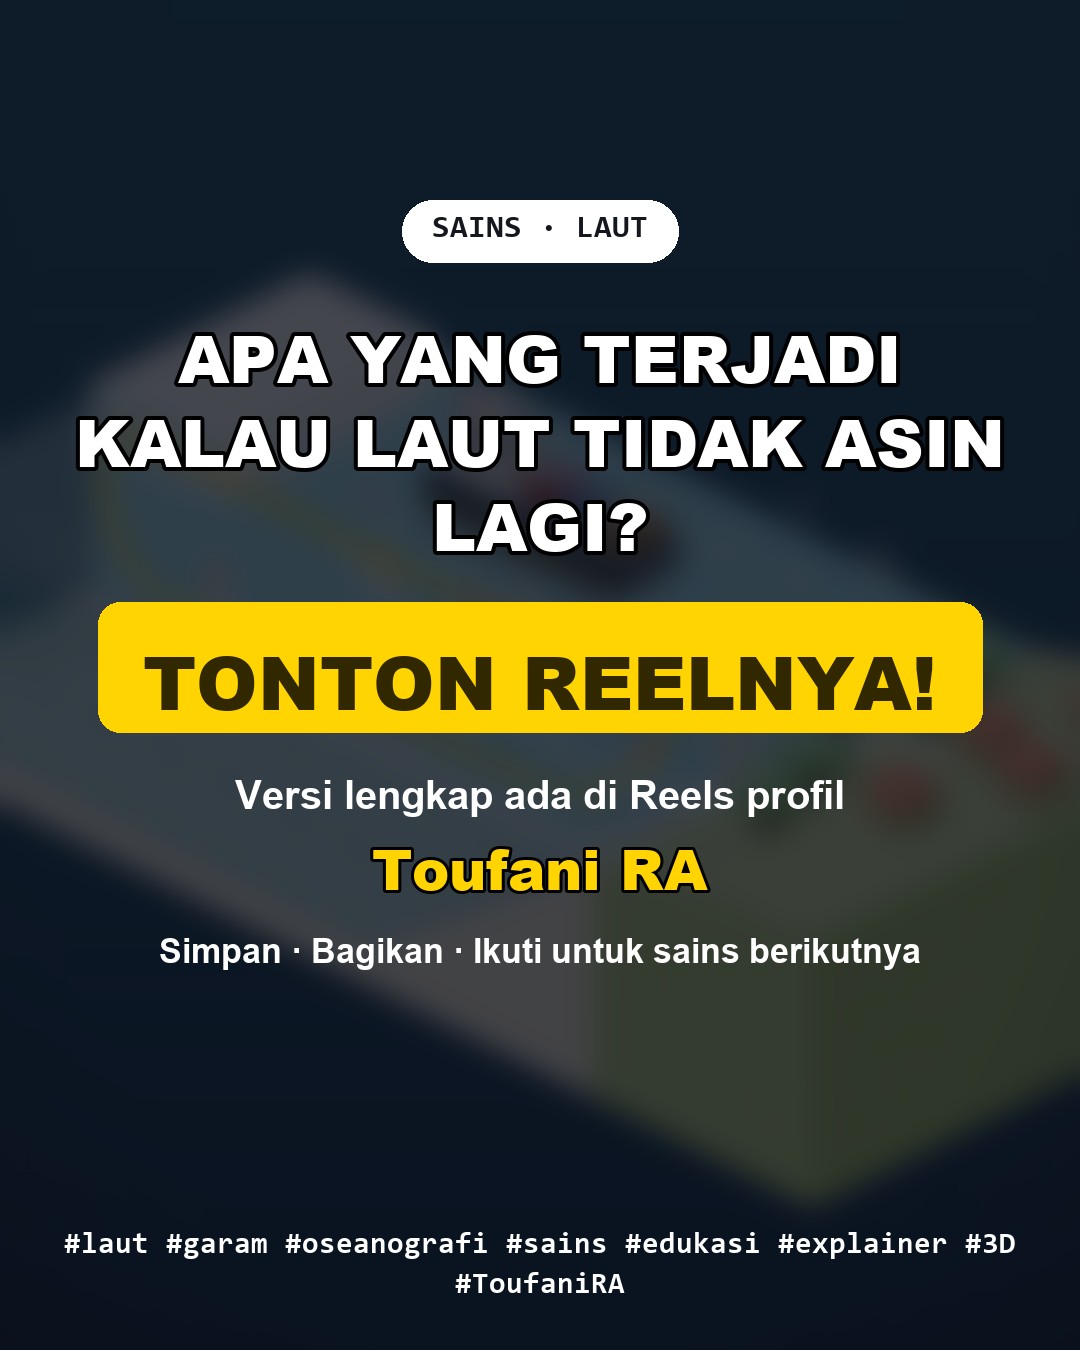 SAINS · LAUT
APA YANG TERJADI
KALAU LAUT TIDAK ASIN
LAGI?
TONTON REELNYA!
Versi lengkap ada di Reels profil
Toufani RA
Simpan · Bagikan · Ikuti untuk sains berikutnya
#laut #garam #oseanografi #sains #edukasi #explainer #3D
#ToufaniRA